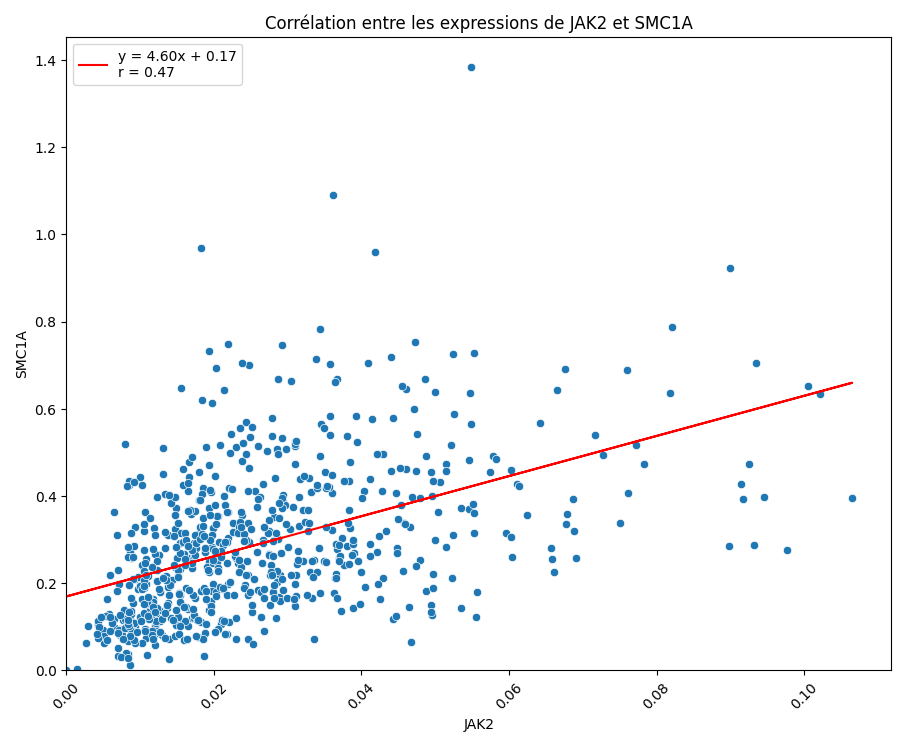 Corrélation entre les expressions de JAK2 et SMC1A
y = 4.60x + 0.17
r = 0.47
SMC1A
1.4
1.2
1.0
0.8
0.6
0.4
0.2
0.0
0.00
0.02
0.04
0.06
0.08
0.10
JAK2